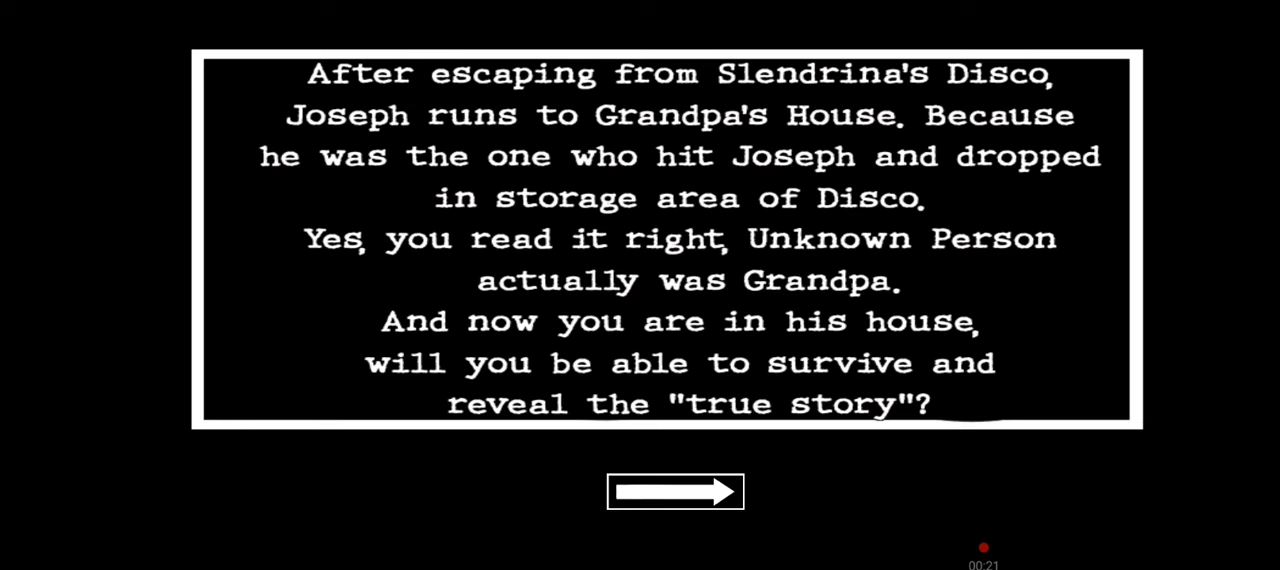 After escaping from Slendrina's Disco,
Joseph runs to Grandpa's House. Because
he was the one who hit Joseph and dropped
in storage area of Disco.
Yes, you read it right, Unknown Person
actually was Grandpa.
And now you are in his house,
will you be able to survive and
reveal the "true story"?
00:21